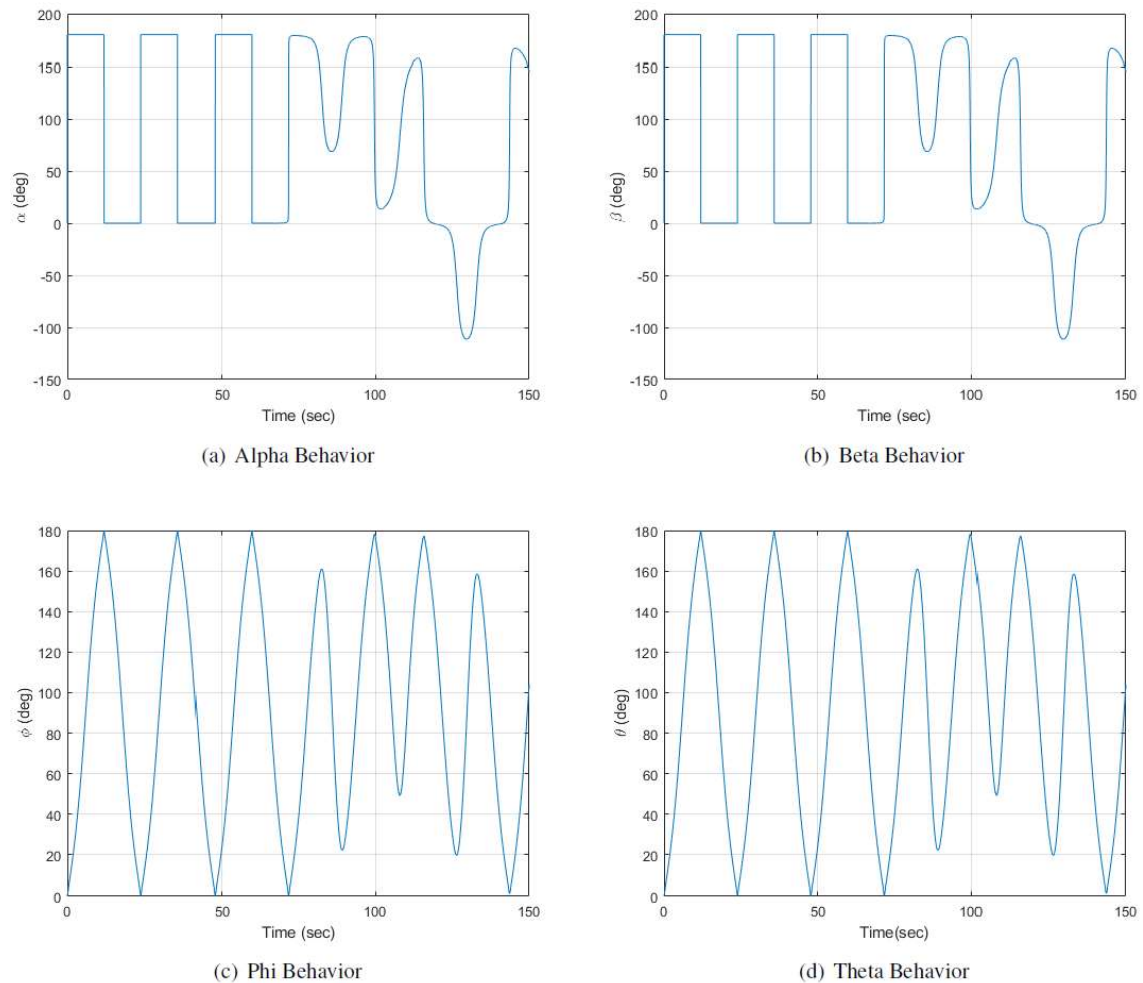 200
150
100
50
0
-50
-100
-150
α (deg)
0 50 100 150
Time (sec)
(a) Alpha Behavior
200
150
100
50
0
-50
-100
-150
β (deg)
0 50 100 150
Time (sec)
(b) Beta Behavior
180
160
140
120
100
80
60
40
20
0
ϕ (deg)
0 50 100 150
Time (sec)
(c) Phi Behavior
180
160
140
120
100
80
60
40
20
0
θ (deg)
0 50 100 150
Time(sec)
(d) Theta Behavior